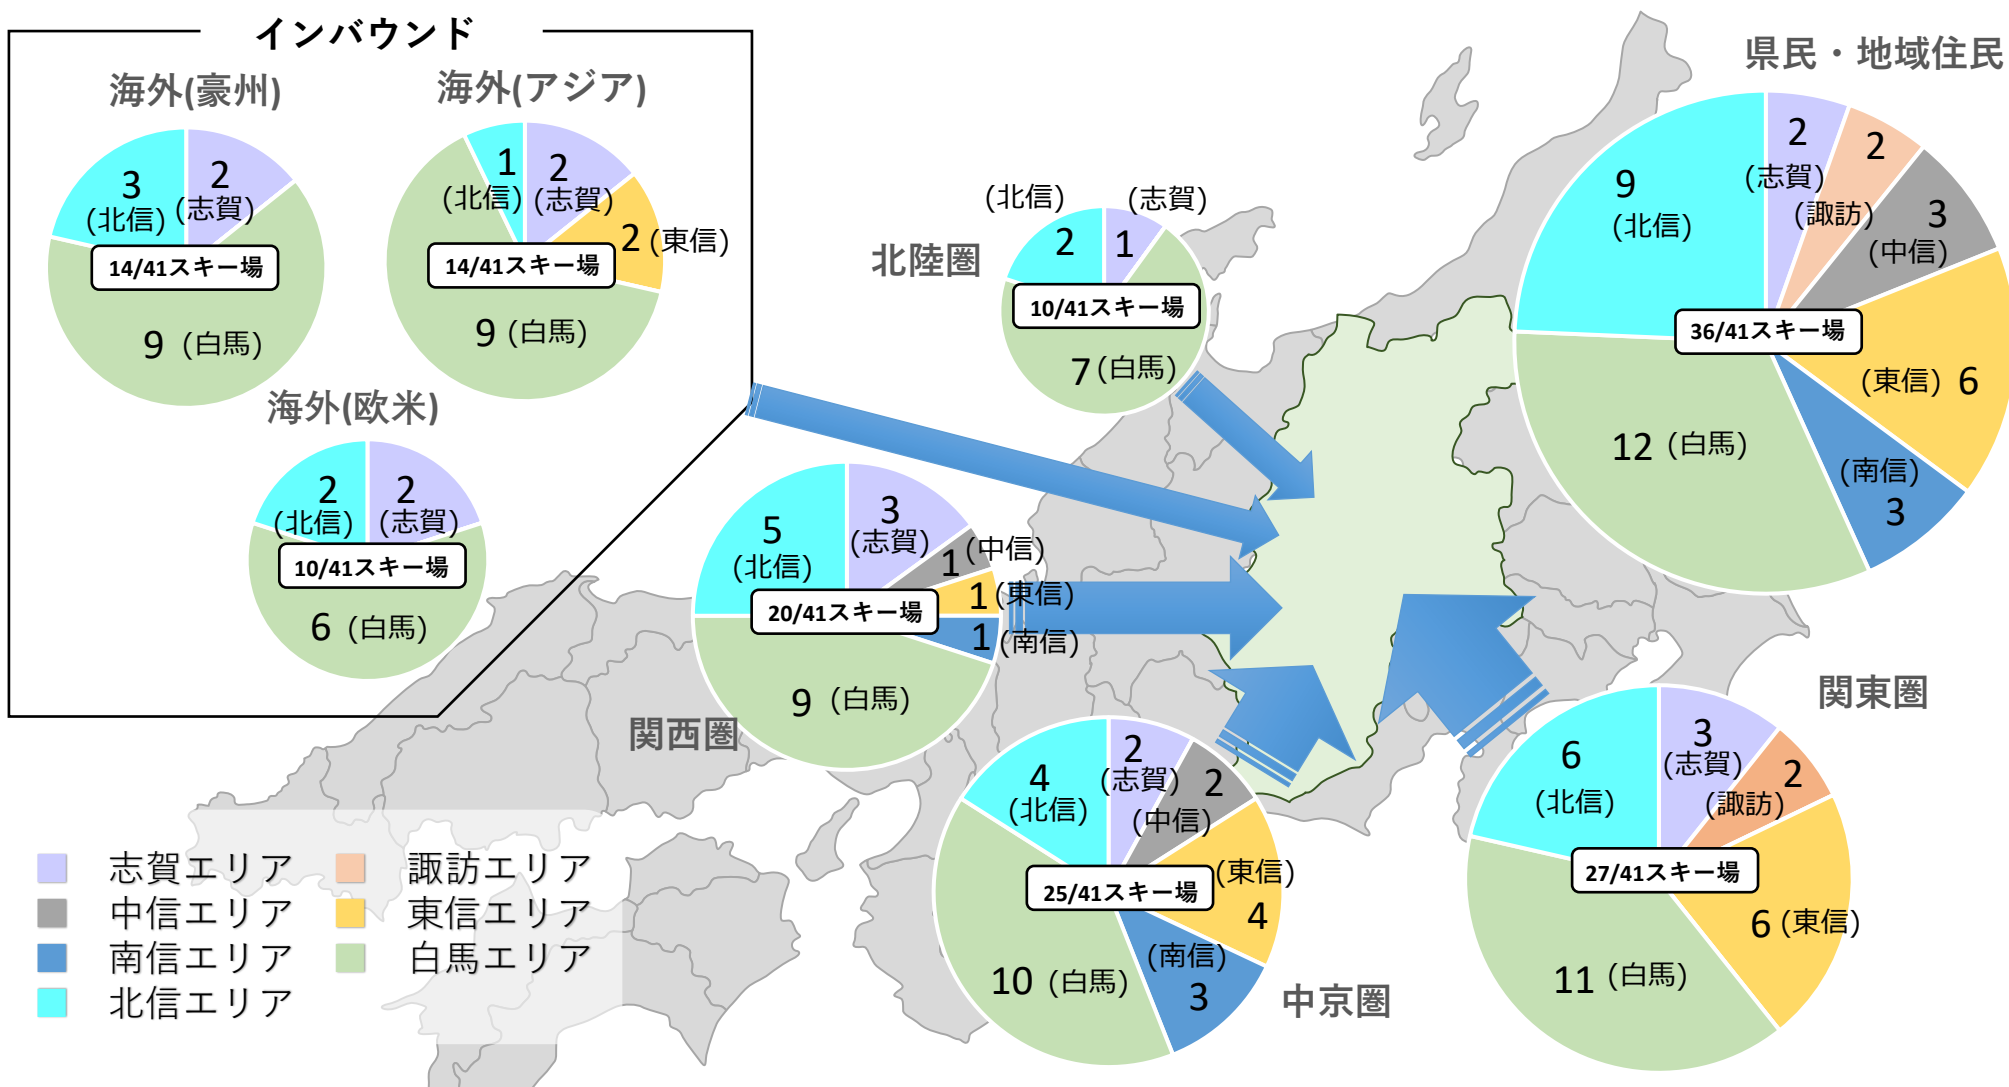 インバウンド
海外(豪州)
3
(北信)
2
(志賀)
14/41スキー場
9 (白馬)
海外(アジア)
1
(北信)
2
(志賀)
2 (東信)
14/41スキー場
9 (白馬)
海外(欧米)
2
(北信)
2
(志賀)
10/41スキー場
6 (白馬)
北陸圏
(北信)
2
(志賀)
1
10/41スキー場
7 (白馬)
県民・地域住民
9
(北信)
2
(志賀)
2
(諏訪)
3
(中信)
36/41スキー場
(東信) 6
12 (白馬)
(南信)
3
関西圏
5
(北信)
3
(志賀)
1 (中信)
1 (東信)
1 (南信)
20/41スキー場
9 (白馬)
中京圏
4
(北信)
2
(志賀)
2
(中信)
25/41スキー場
(東信)
4
(南信)
3
10 (白馬)
関東圏
6
(北信)
3
(志賀)
2
(諏訪)
27/41スキー場
6 (東信)
11 (白馬)
志賀エリア
諏訪エリア
中信エリア
東信エリア
南信エリア
白馬エリア
北信エリア